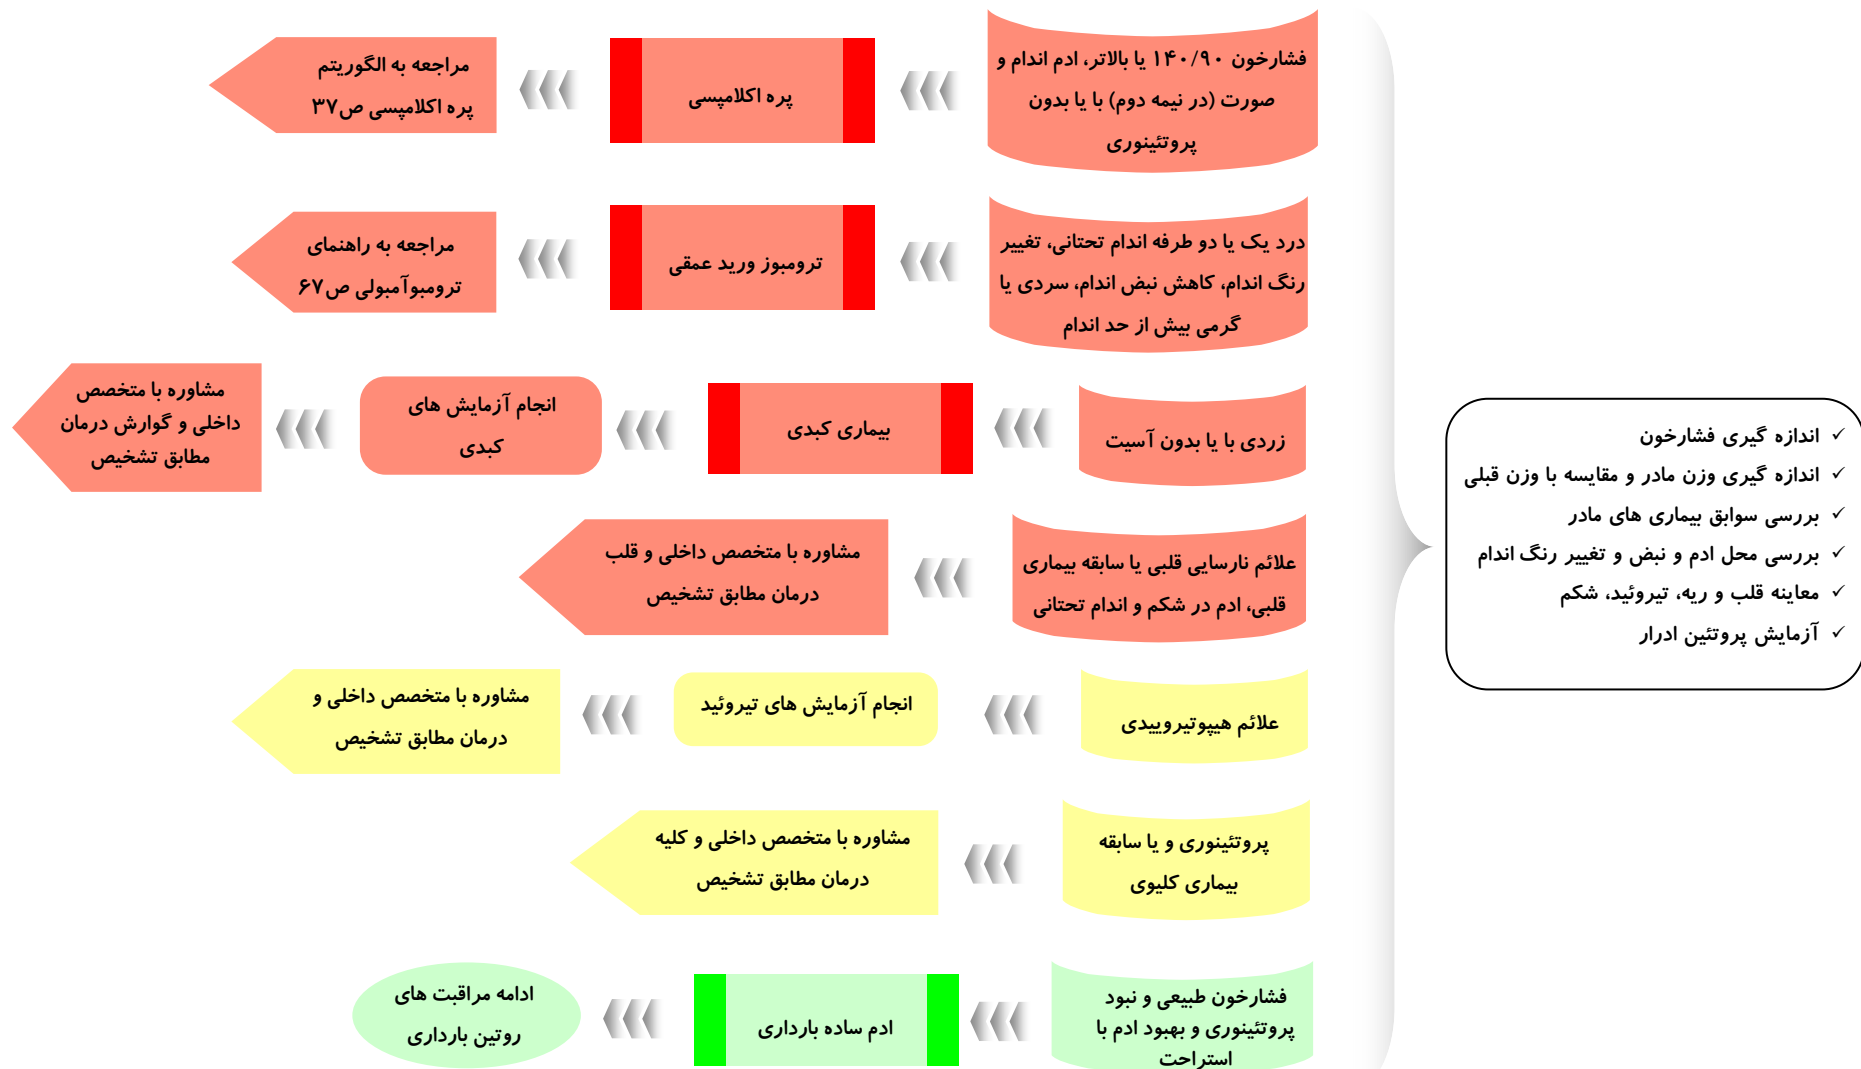 اندازه گیری فشارخون
اندازه گیری وزن مادر و مقایسه با وزن قبلی
بررسی سوابق بیماری های مادر
بررسی محل ادم و نبض و تغییر رنگ اندام
معاینه قلب و ریه، تیروئید، شکم
آزمایش پروتئین ادرار
فشارخون ۱۴۰/۹۰ یا بالاتر، ادم اندام و
صورت (در نیمه دوم) با یا بدون
پروتئینوری
پره اکلامپسی
مراجعه به الگوریتم
پره اکلامپسی ص۳۷
درد یک یا دو طرفه اندام تحتانی، تغییر
رنگ اندام، کاهش نبض اندام، سردی یا
گرمی بیش از حد اندام
ترومبوز ورید عمقی
مراجعه به راهنمای
ترومبوآمبولی ص۶۷
زردی با یا بدون آسیت
بیماری کبدی
انجام آزمایش های
کبدی
مشاوره با متخصص
داخلی و گوارش درمان
مطابق تشخیص
علائم نارسایی قلبی یا سابقه بیماری
قلبی، ادم در شکم و اندام تحتانی
مشاوره با متخصص داخلی و قلب
درمان مطابق تشخیص
علائم هیپوتیروییدی
انجام آزمایش های تیروئید
مشاوره با متخصص داخلی و
درمان مطابق تشخیص
پروتئینوری و یا سابقه
بیماری کلیوی
مشاوره با متخصص داخلی و کلیه
درمان مطابق تشخیص
فشارخون طبیعی و نبود
پروتئینوری و بهبود ادم با
استراحت
ادم ساده بارداری
ادامه مراقبت های
روتین بارداری